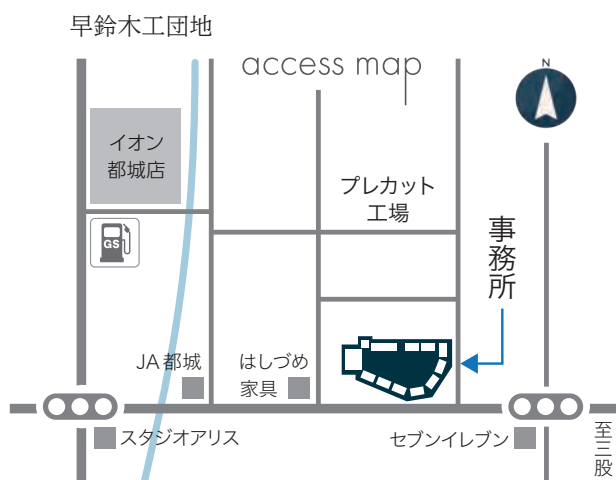 早鈴木工団地
access map
N
イオン
都城店
プレカット
工場
GS
事務所
JA都城
はしづめ
家具
スタジオアリス
セブンイレブン
至三股